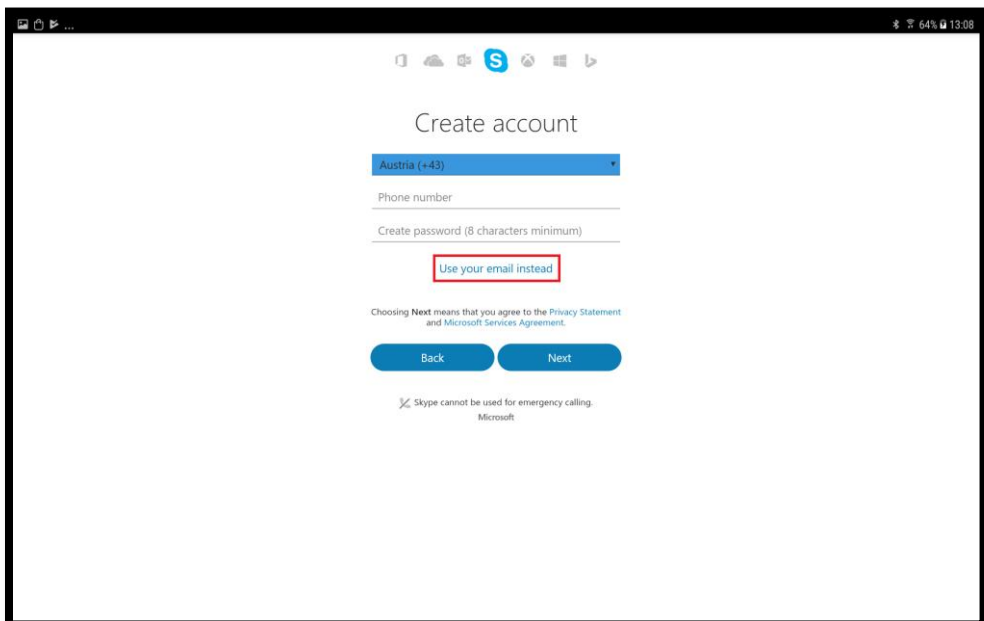 ... 64% 13:08
S
Create account
Austria (+43)
Phone number
Create password (8 characters minimum)
Use your email instead
Choosing Next means that you agree to the Privacy Statement
and Microsoft Services Agreement.
Back Next
Skype cannot be used for emergency calling.
Microsoft